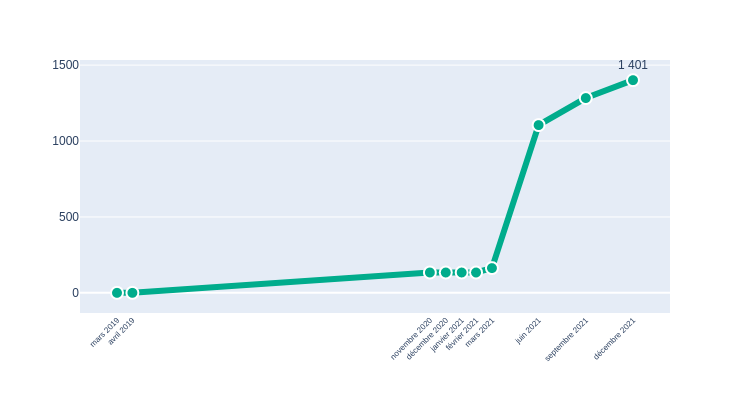 1500
1 401
1000
500
0
mars 2019
avril 2019
novembre 2020
décembre 2020
janvier 2021
février 2021
mars 2021
juin 2021
septembre 2021
décembre 2021